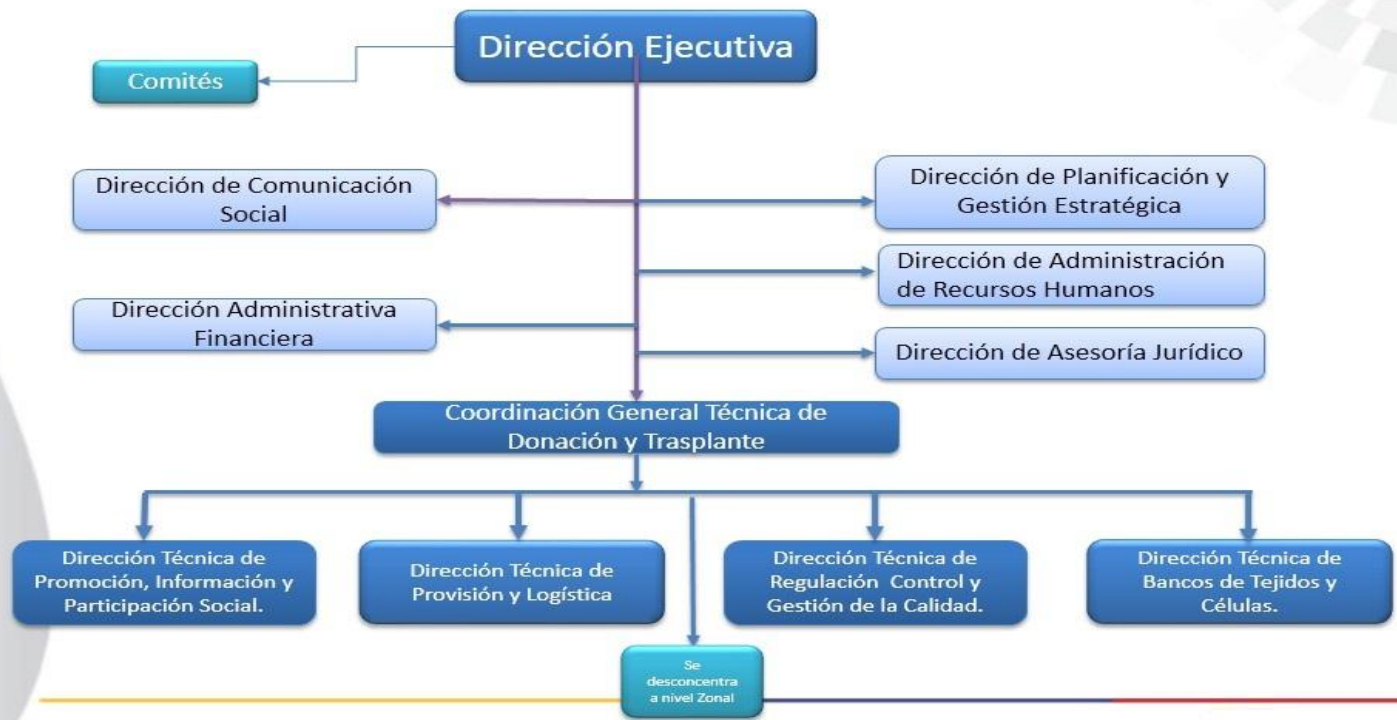 Dirección Ejecutiva
Comités
Dirección de Comunicación
Social
Dirección de Planificación y
Gestión Estratégica
Dirección de Administración
de Recursos Humanos
Dirección Administrativa
Financiera
Dirección de Asesoría Jurídico
Coordinación General Técnica de
Donación y Trasplante
Dirección Técnica de
Promoción, Información y
Participación Social.
Dirección Técnica de
Provisión y Logística
Dirección Técnica de
Regulación Control y
Gestión de la Calidad.
Dirección Técnica de
Bancos de Tejidos y
Células.
Se
desconcentra
a nivel Zonal